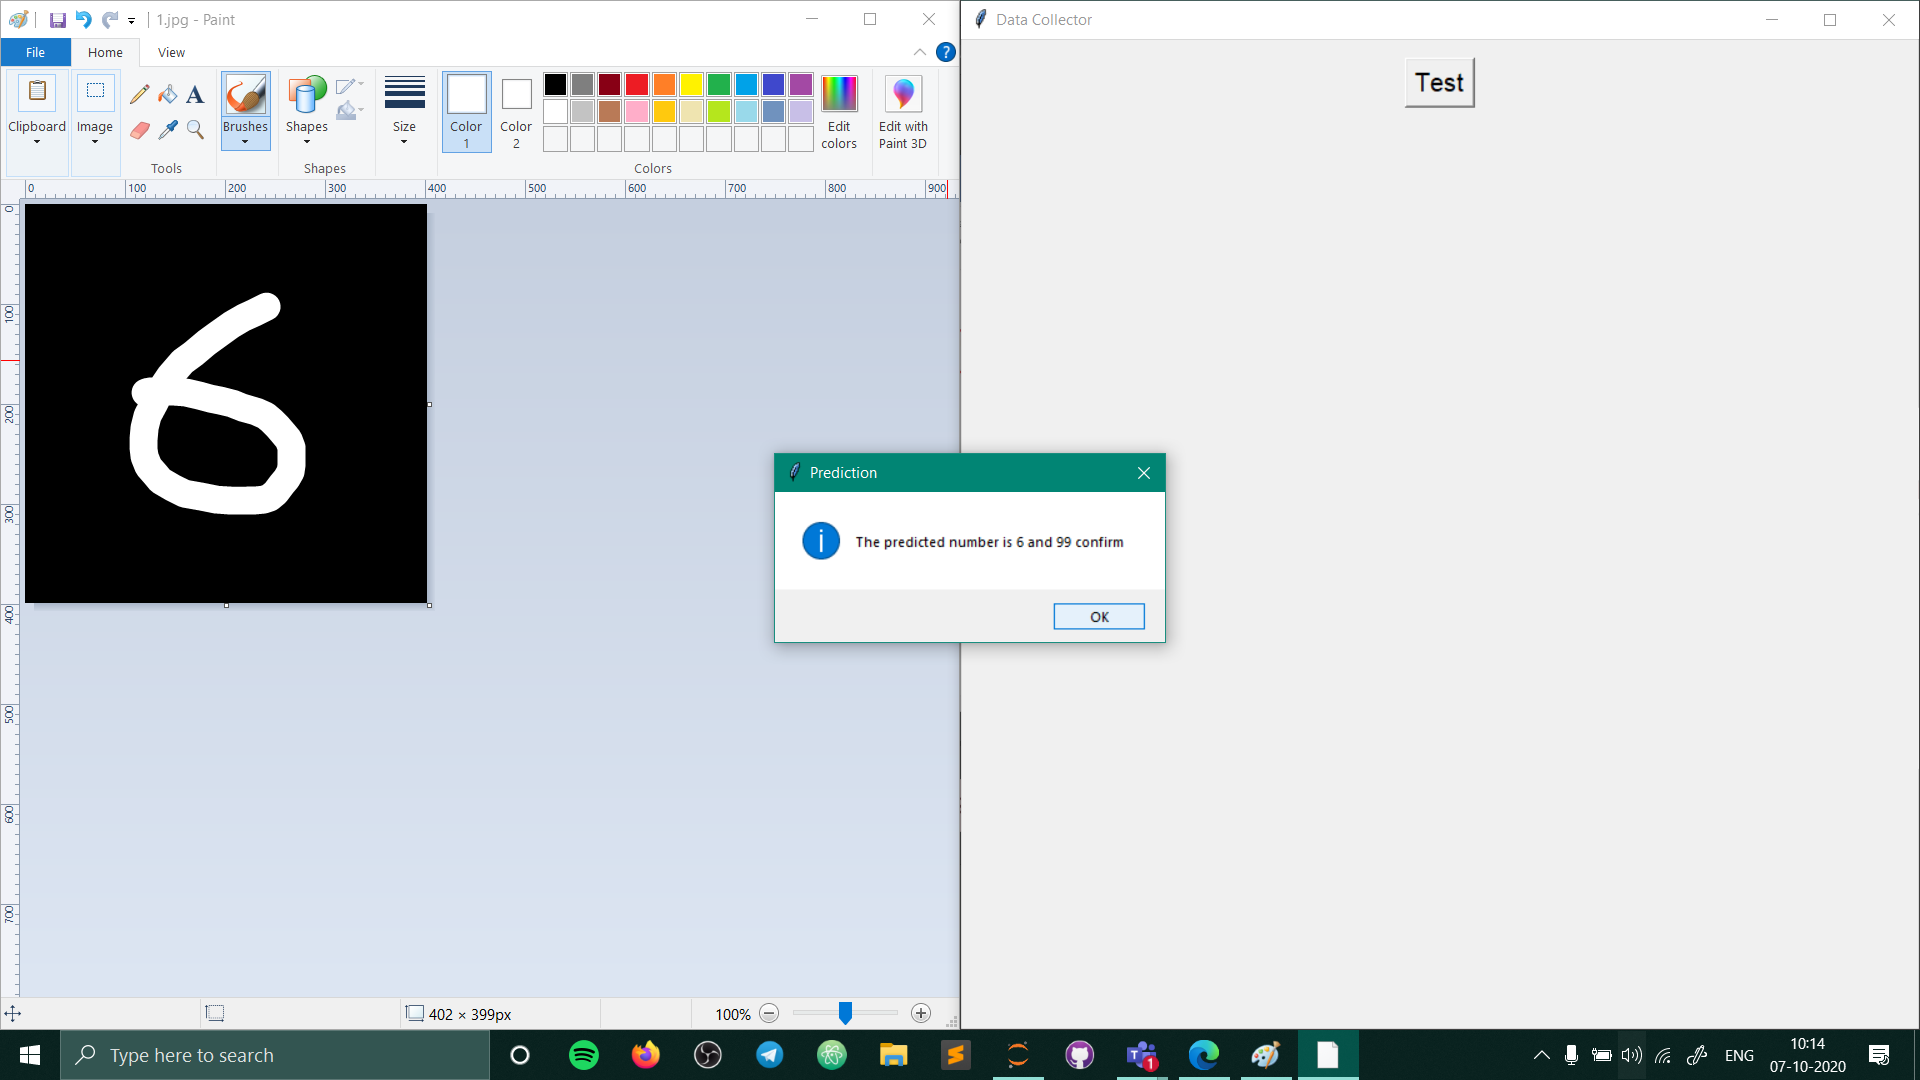 1.jpg - Paint
File
Home
View
Clipboard
Image
Tools
Brushes
Shapes
Shapes
Size
Color 1
Color 2
Colors
Edit colors
Edit with Paint 3D
0 100 200 300 400 500 600 700 800 900
0
100
200
300
400
500
600
700
6
402 × 399px
100%
Data Collector
Test
Prediction
The predicted number is 6 and 99 confirm
OK
Type here to search
1
ENG
10:14
07-10-2020